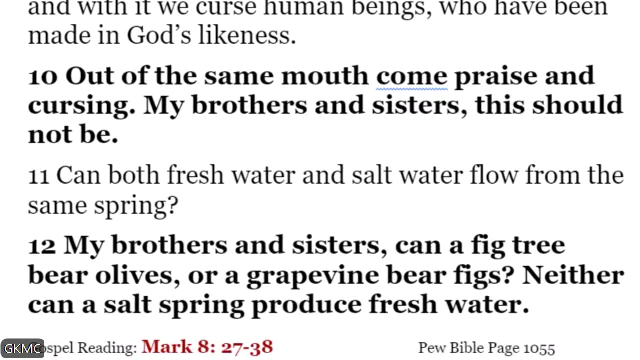 and with it we curse human beings, who have been
made in God's likeness.
10 Out of the same mouth come praise and
cursing. My brothers and sisters, this should
not be.
11 Can both fresh water and salt water flow from the
same spring?
12 My brothers and sisters, can a fig tree
bear olives, or a grapevine bear figs? Neither
can a salt spring produce fresh water.
GKMC ospel Reading: Mark 8: 27-38 Pew Bible Page 1055